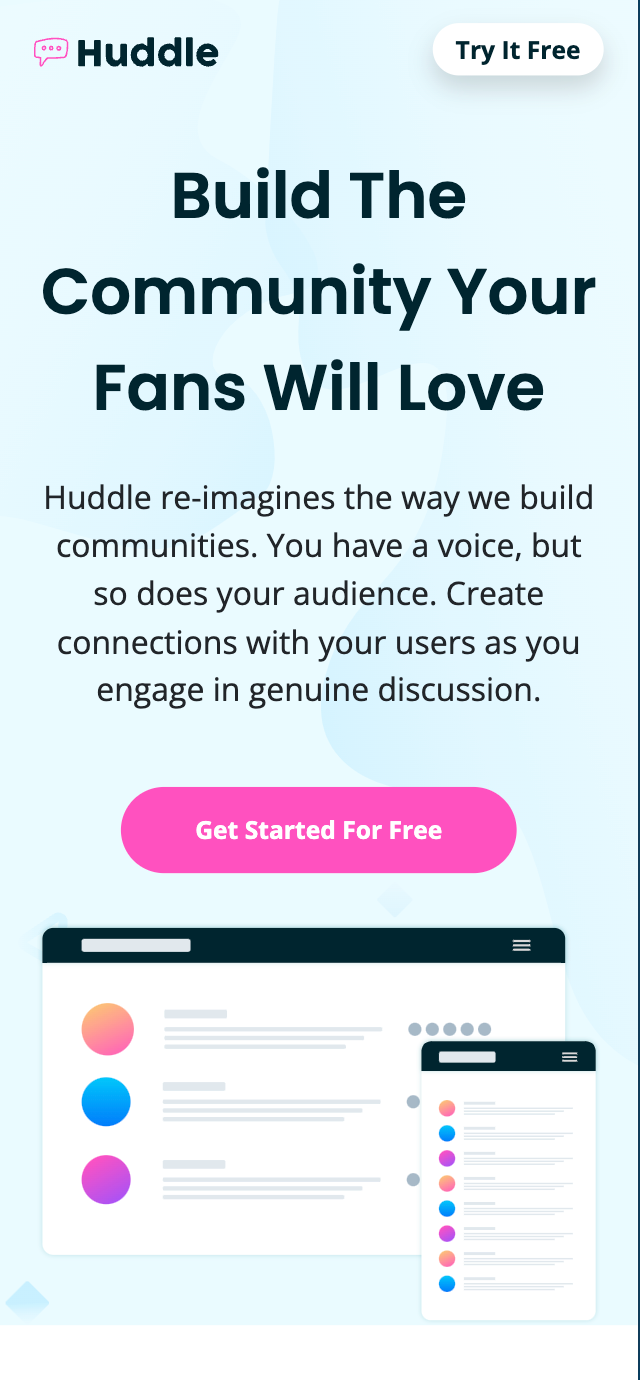 Huddle
Try It Free
Build The
Community Your
Fans Will Love
Huddle re-imagines the way we build
communities. You have a voice, but
so does your audience. Create
connections with your users as you
engage in genuine discussion.
Get Started For Free